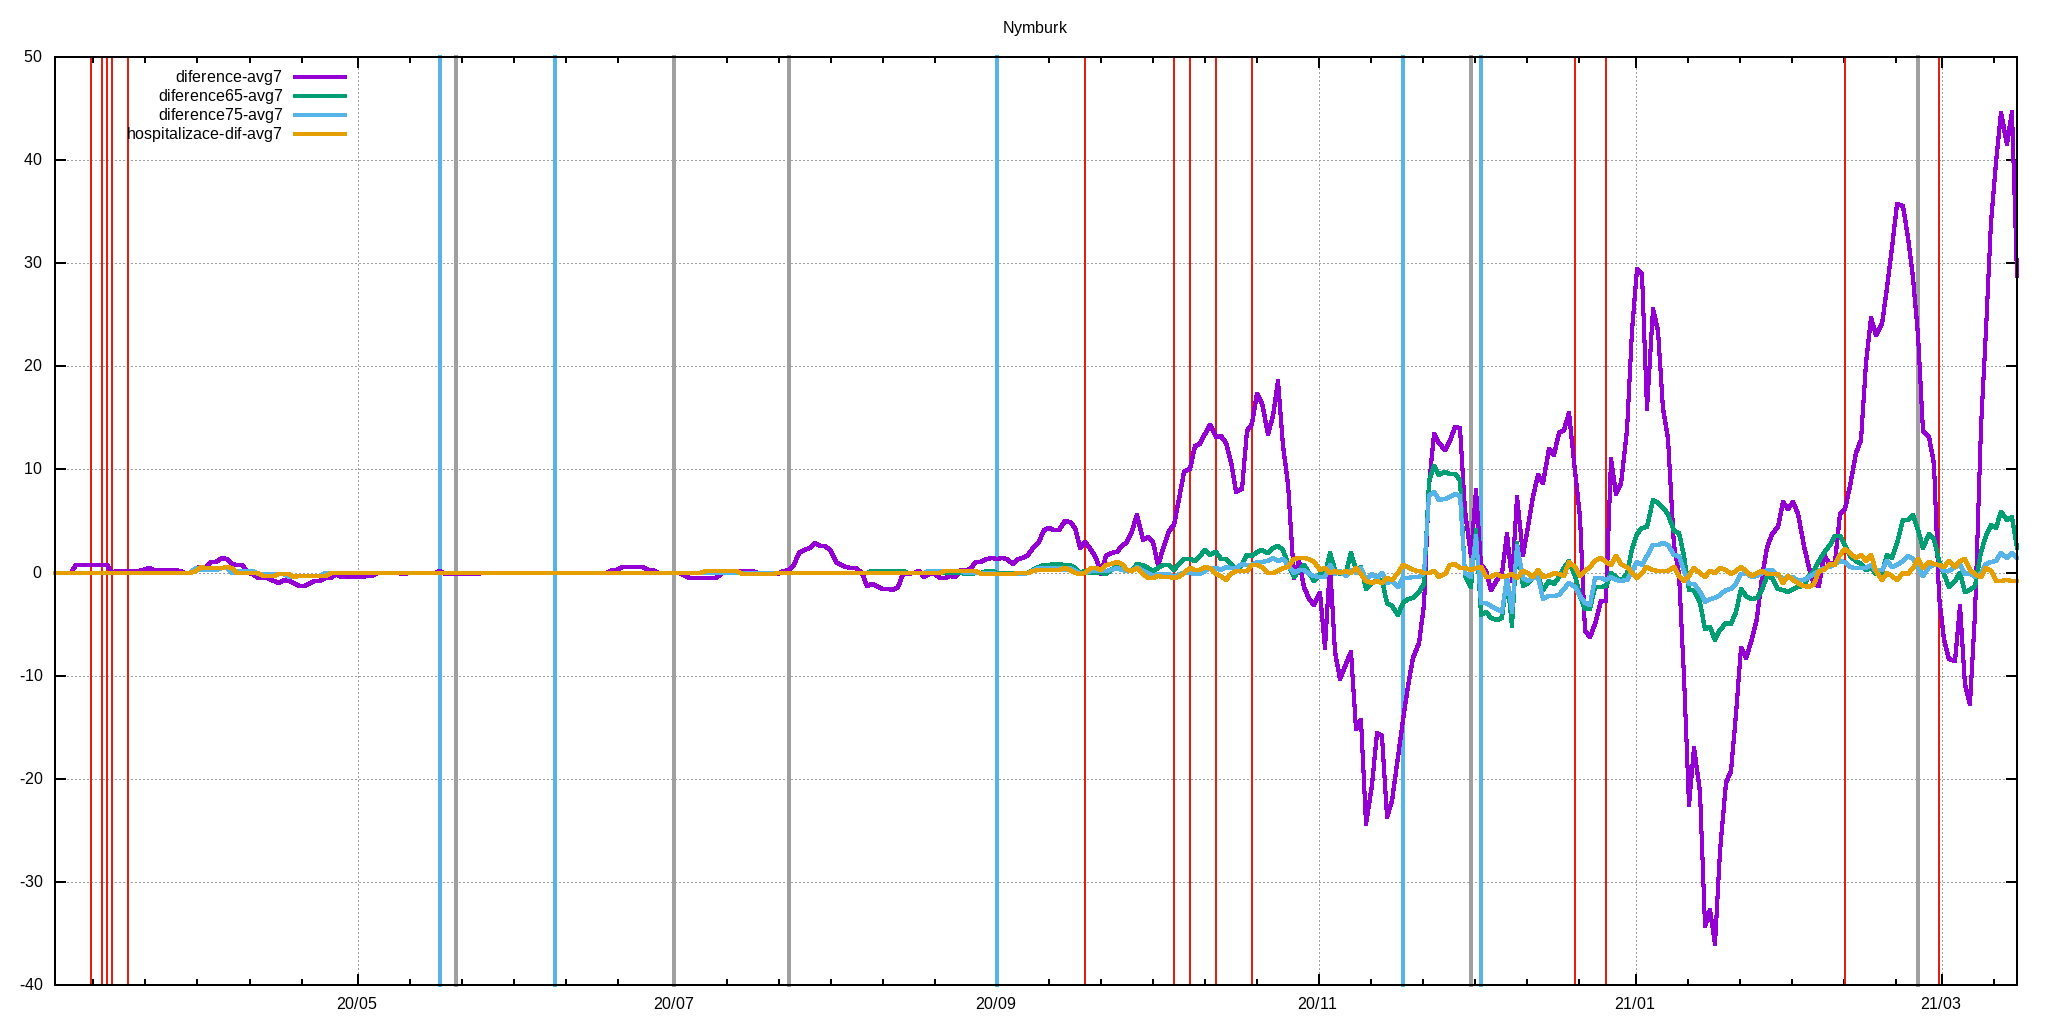 Nymburk
50
diference-avg7
diference65-avg7
diference75-avg7
hospitalizace-dif-avg7
40
30
20
10
0
-10
-20
-30
-40
20/05 20/07 20/09 20/11 21/01 21/03